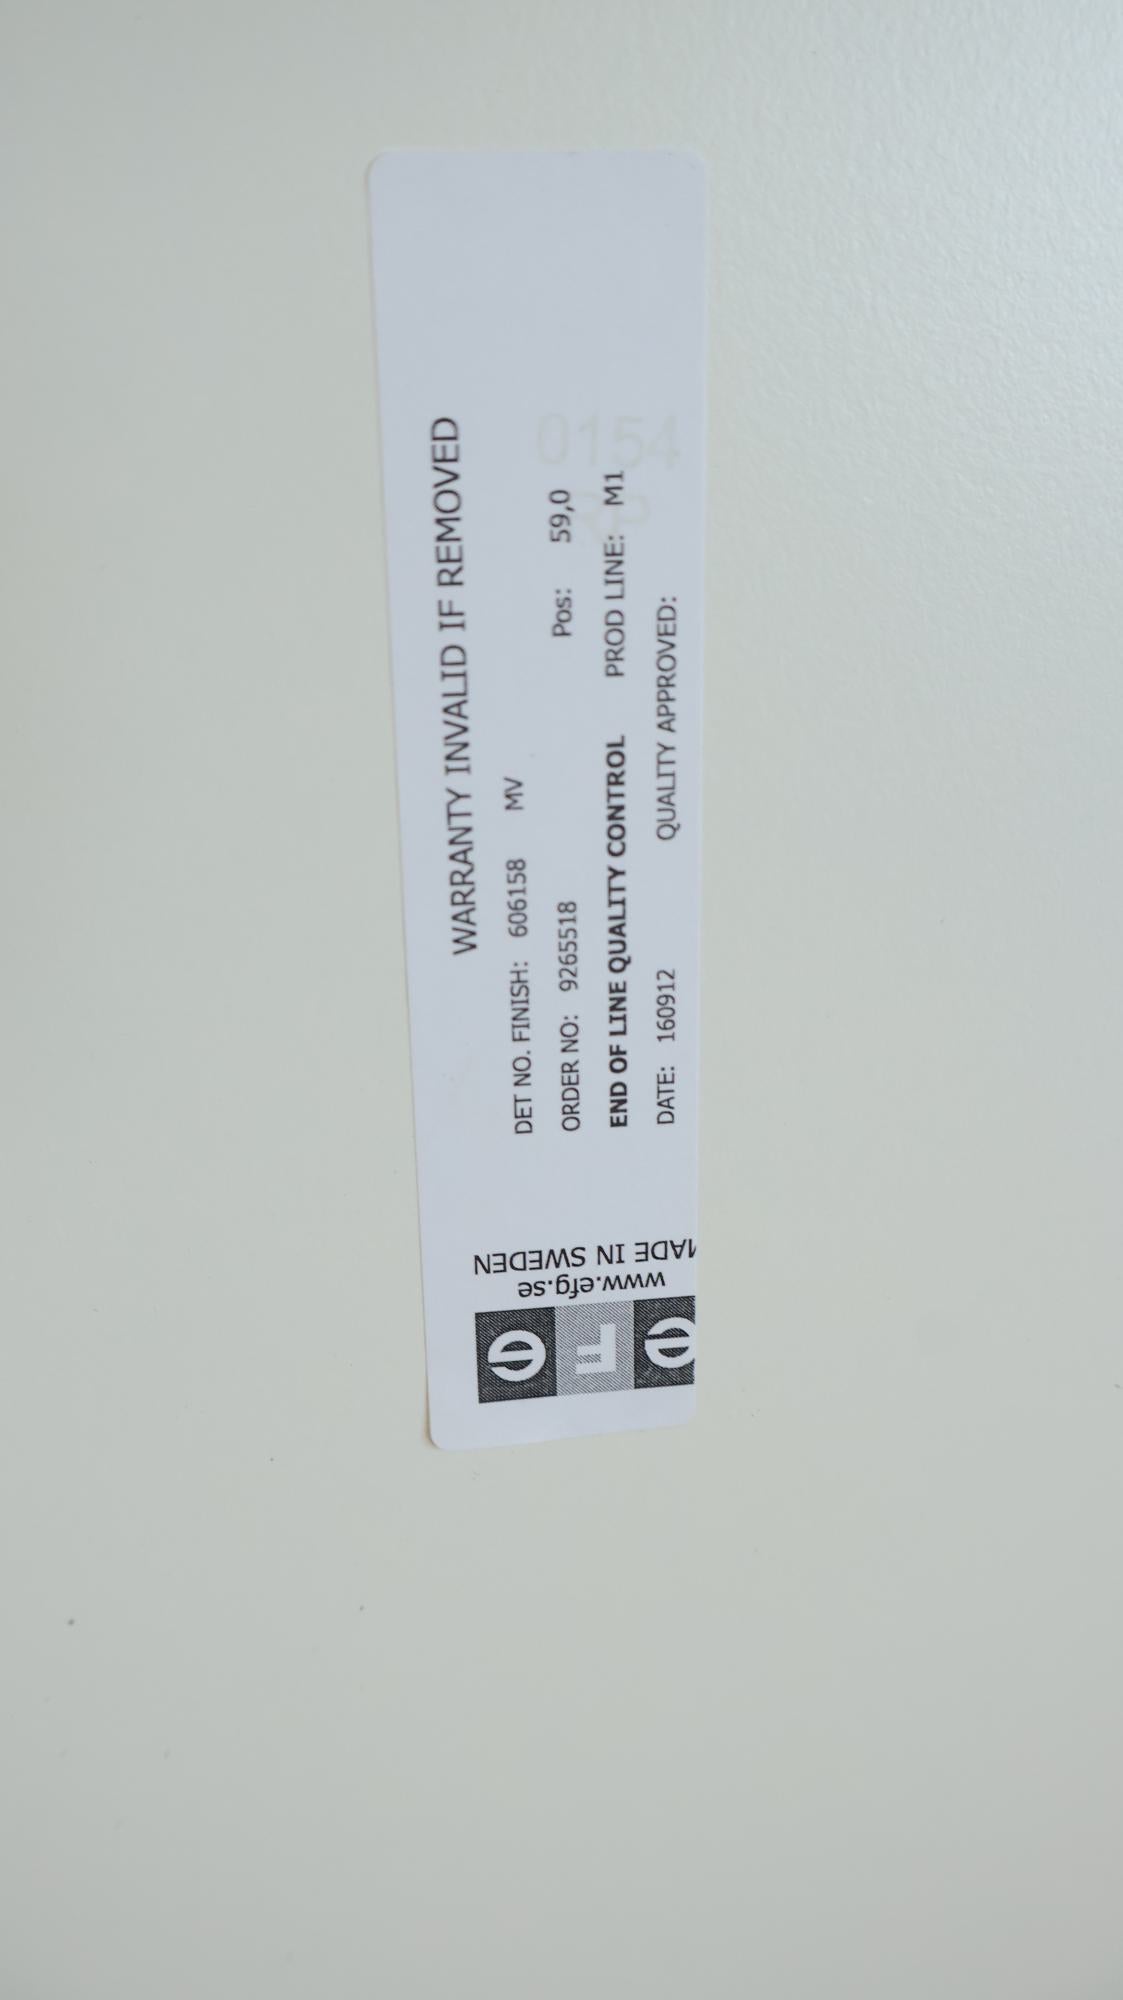 WARRANTY INVALID IF REMOVED
DET NO. FINISH: 606158 MV
ORDER NO: 9265518 Pos: 59,0
END OF LINE QUALITY CONTROL PROD LINE: M1
DATE: 160912 QUALITY APPROVED:
MADE IN SWEDEN
www.efg.se
eFG
0154